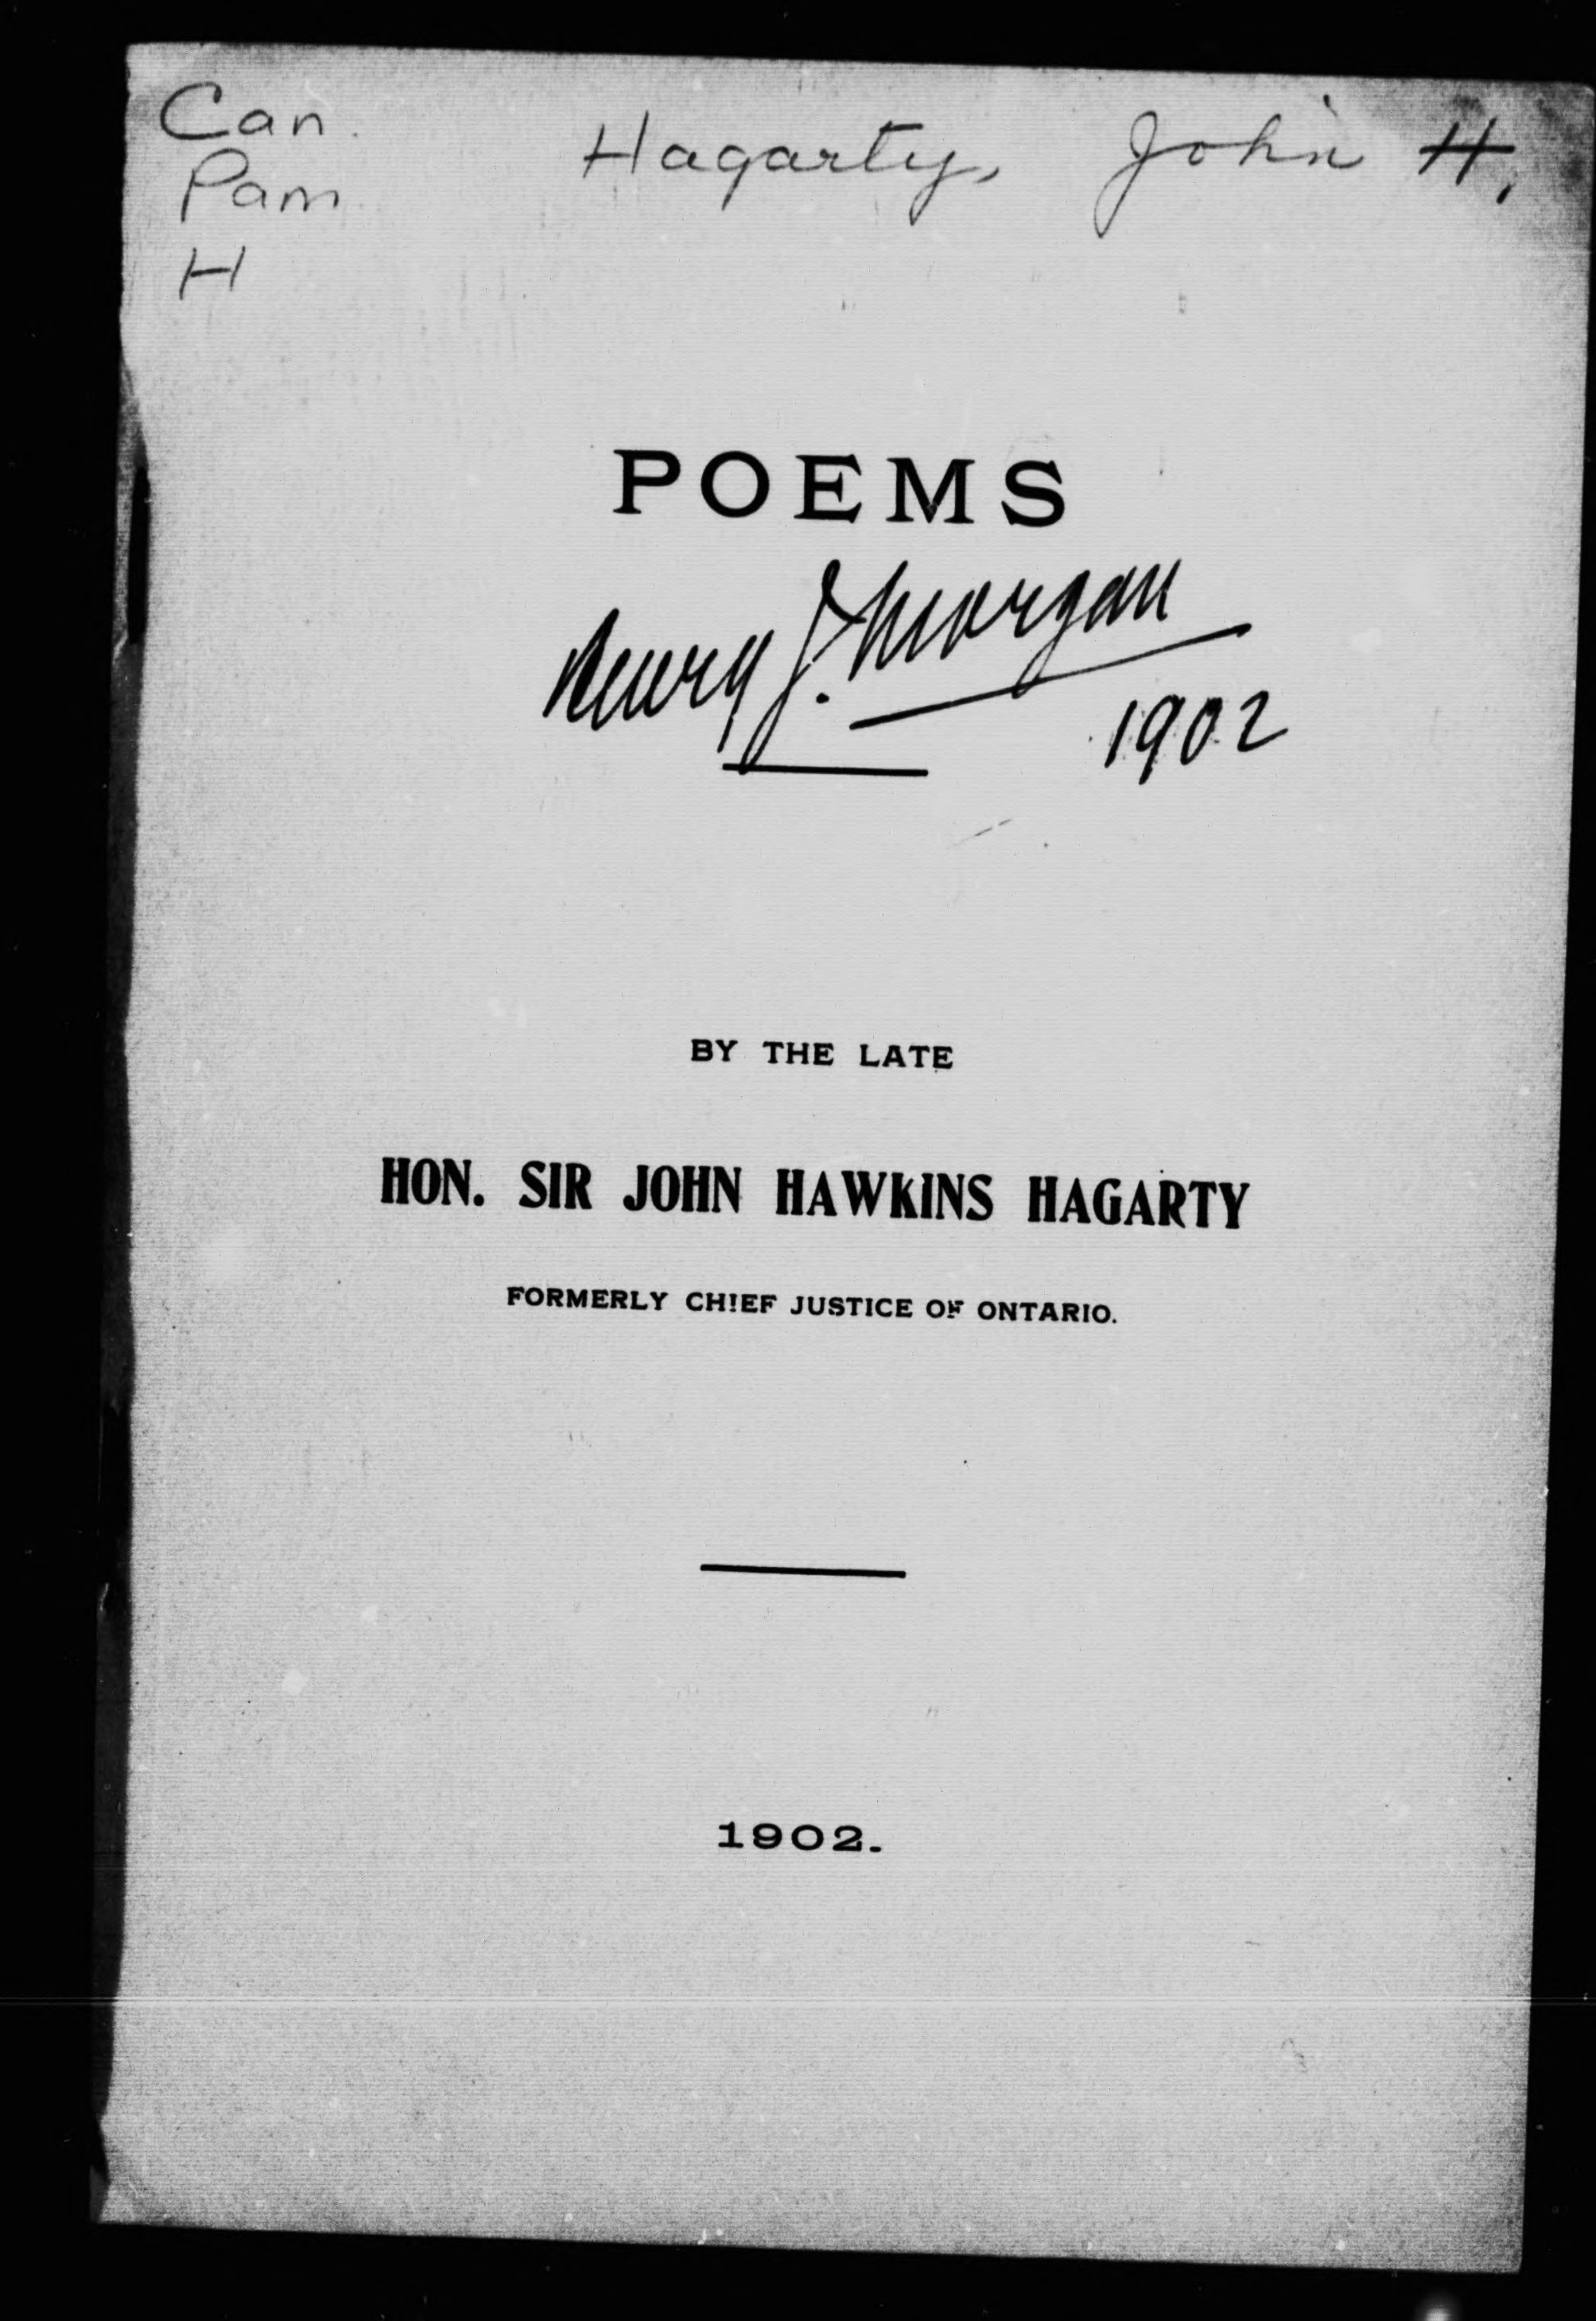 Can.
Pam
H
Hagarty, John H.
POEMS
Henry J. Morgan
1902
BY THE LATE
HON. SIR JOHN HAWKINS HAGARTY
FORMERLY CHIEF JUSTICE OF ONTARIO.
1902.